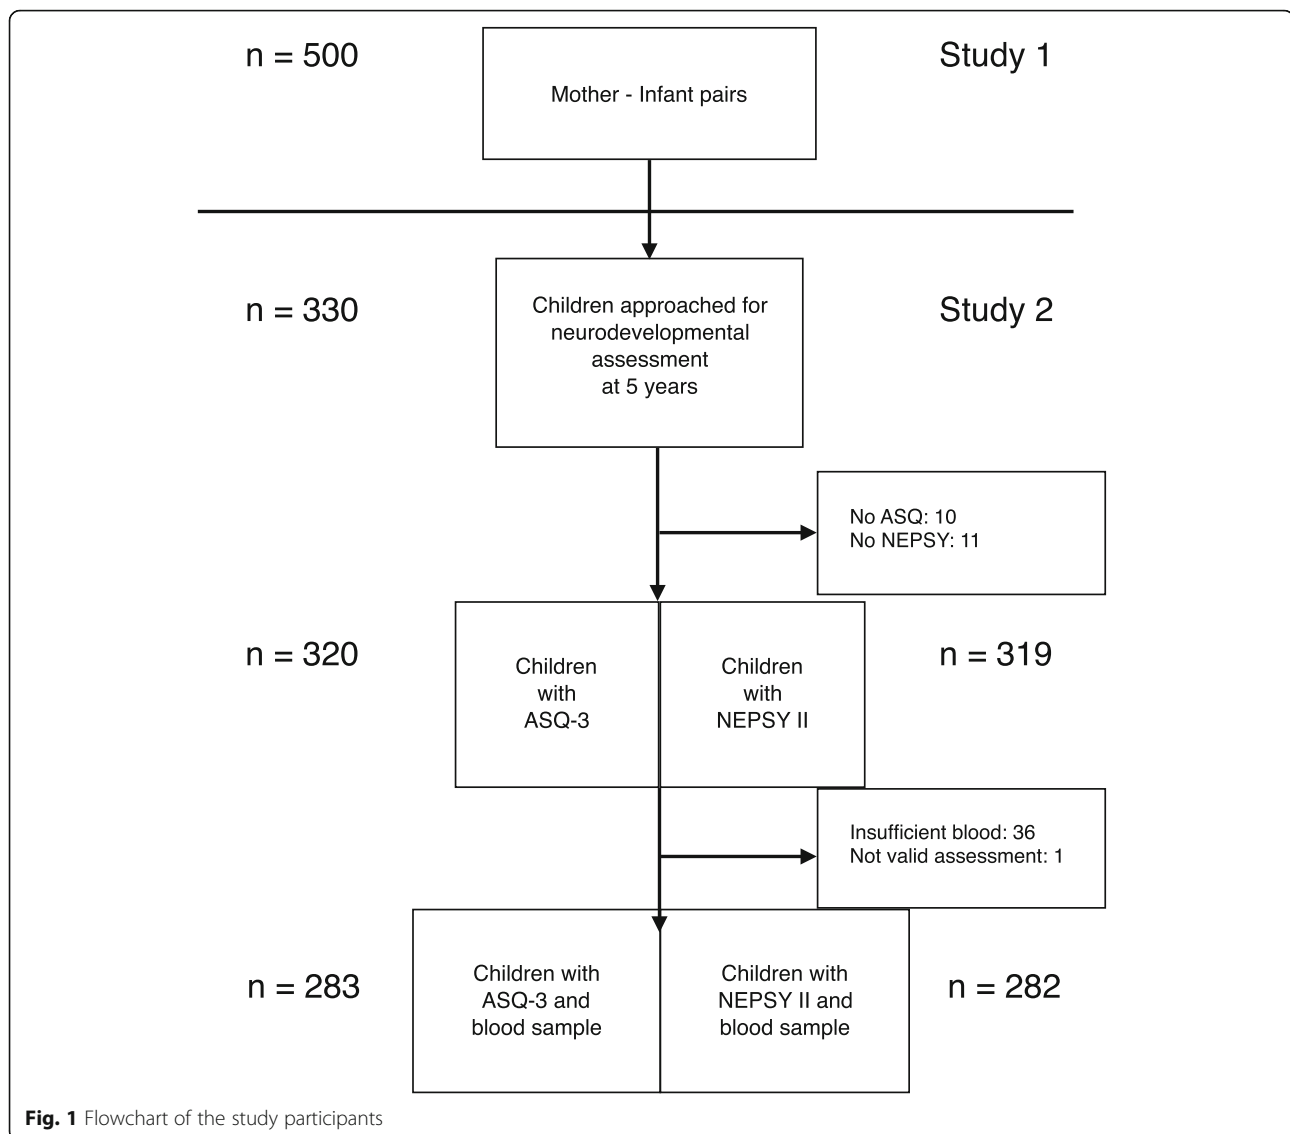 n = 500
Mother - Infant pairs
Study 1
n = 330
Children approached for
neurodevelopmental
assessment
at 5 years
Study 2
No ASQ: 10
No NEPSY: 11
n = 320
Children
with
ASQ-3
Children
with
NEPSY II
n = 319
Insufficient blood: 36
Not valid assessment: 1
n = 283
Children with
ASQ-3 and
blood sample
Children with
NEPSY II and
blood sample
n = 282
Fig. 1 Flowchart of the study participants